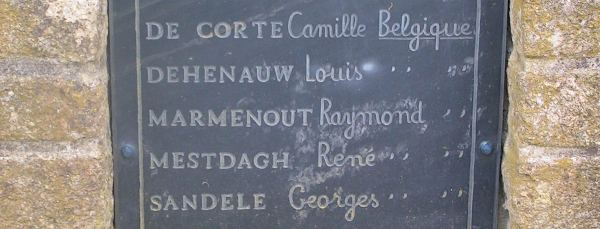 DE CORTE Camille Belgique
DEHENAUW Louis ,, ,,
MARMENOUT Raymond ,,
MESTDAGH René ,, ,,
SANDELE Georges ,, ,,